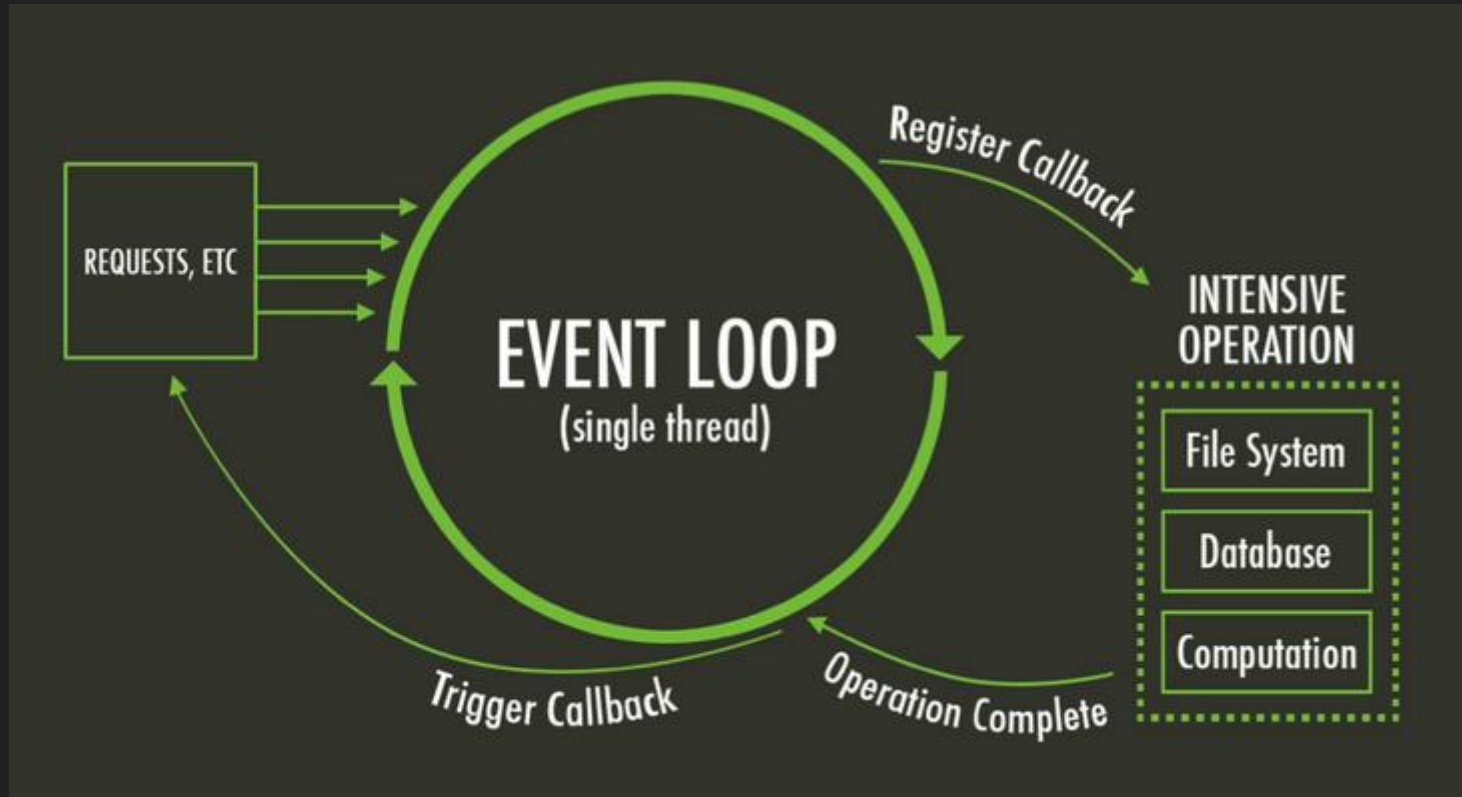 REQUESTS, ETC
EVENT LOOP
(single thread)
Register Callback
INTENSIVE
OPERATION
File System
Database
Computation
Operation Complete
Trigger Callback